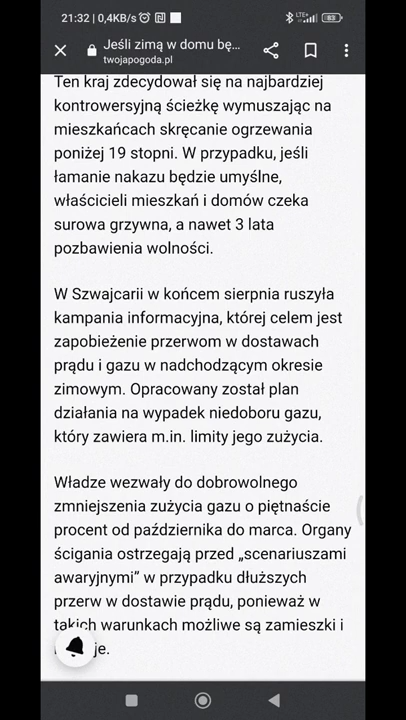 21:32 | 0,4KB/s
LTE+
63
Jeśli zimą w domu bę...
twojapogoda.pl
Ten kraj zdecydował się na najbardziej
kontrowersyjną ścieżkę wymuszając na
mieszkańcach skręcanie ogrzewania
poniżej 19 stopni. W przypadku, jeśli
łamanie nakazu będzie umyślne,
właścicieli mieszkań i domów czeka
surowa grzywna, a nawet 3 lata
pozbawienia wolności.
W Szwajcarii w końcem sierpnia ruszyła
kampania informacyjna, której celem jest
zapobieżenie przerwom w dostawach
prądu i gazu w nadchodzącym okresie
zimowym. Opracowany został plan
działania na wypadek niedoboru gazu,
który zawiera m.in. limity jego zużycia.
Władze wezwały do dobrowolnego
zmniejszenia zużycia gazu o piętnaście
procent od października do marca. Organy
ścigania ostrzegają przed „scenariuszami
awaryjnymi” w przypadku dłuższych
przerw w dostawie prądu, ponieważ w
takich warunkach możliwe są zamieszki i